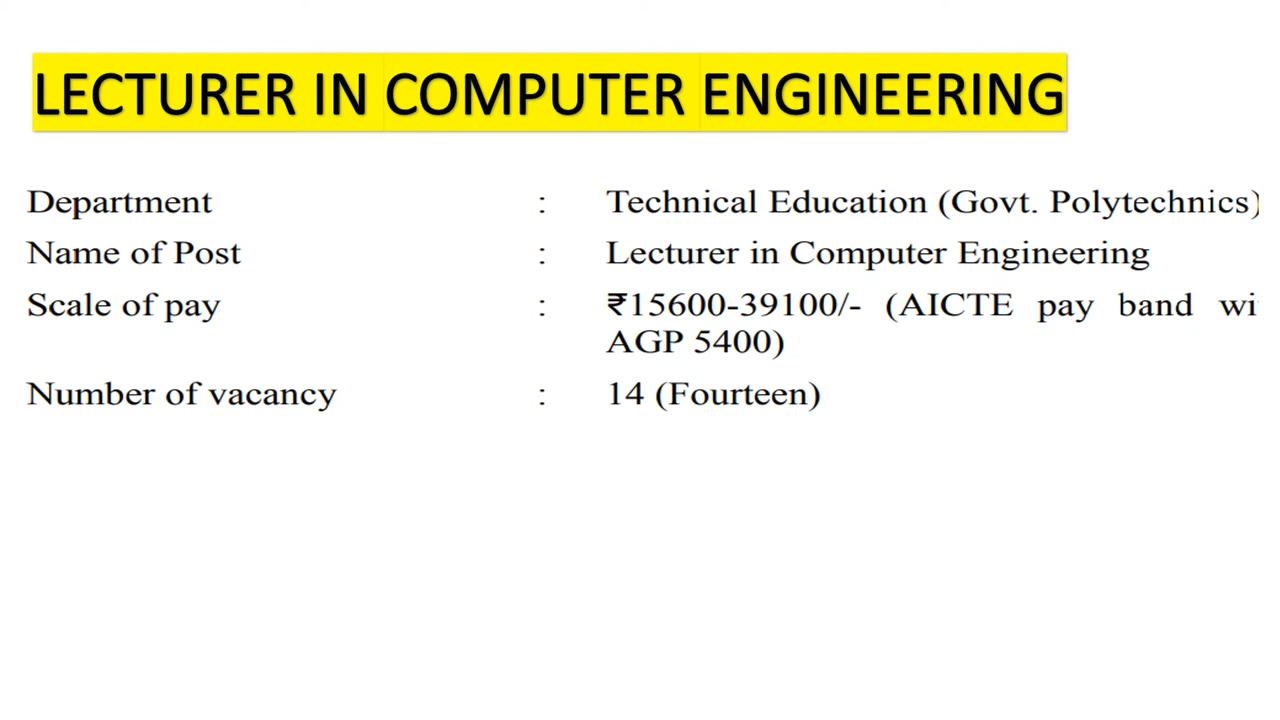 LECTURER IN COMPUTER ENGINEERING
Department : Technical Education (Govt. Polytechnics)
Name of Post : Lecturer in Computer Engineering
Scale of pay : ₹15600-39100/- (AICTE pay band wi
AGP 5400)
Number of vacancy : 14 (Fourteen)